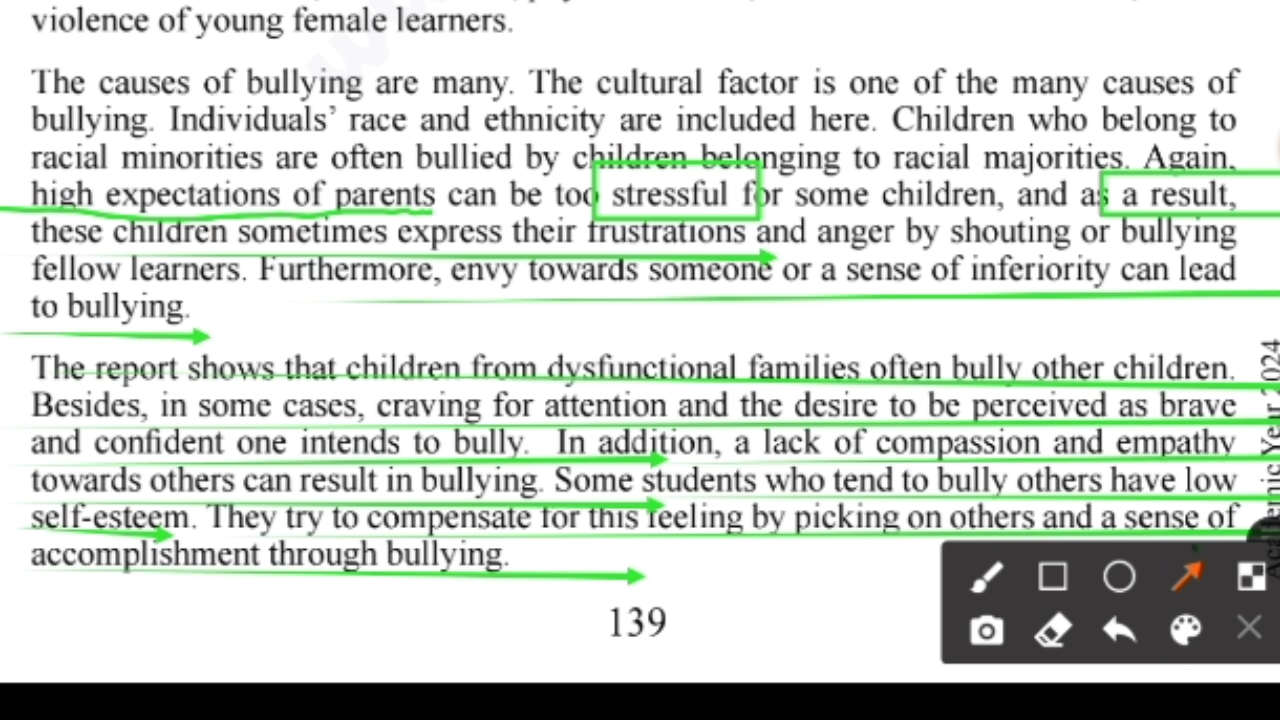 violence of young female learners.
The causes of bullying are many. The cultural factor is one of the many causes of
bullying. Individuals' race and ethnicity are included here. Children who belong to
racial minorities are often bullied by children belonging to racial majorities. Again,
high expectations of parents can be too stressful for some children, and as a result,
these children sometimes express their frustrations and anger by shouting or bullying
fellow learners. Furthermore, envy towards someone or a sense of inferiority can lead
to bullying.
The report shows that children from dysfunctional families often bully other children.
Besides, in some cases, craving for attention and the desire to be perceived as brave
and confident one intends to bully. In addition, a lack of compassion and empathy
towards others can result in bullying. Some students who tend to bully others have low
self-esteem. They try to compensate for this feeling by picking on others and a sense of
accomplishment through bullying.
139
Academic Year 2024